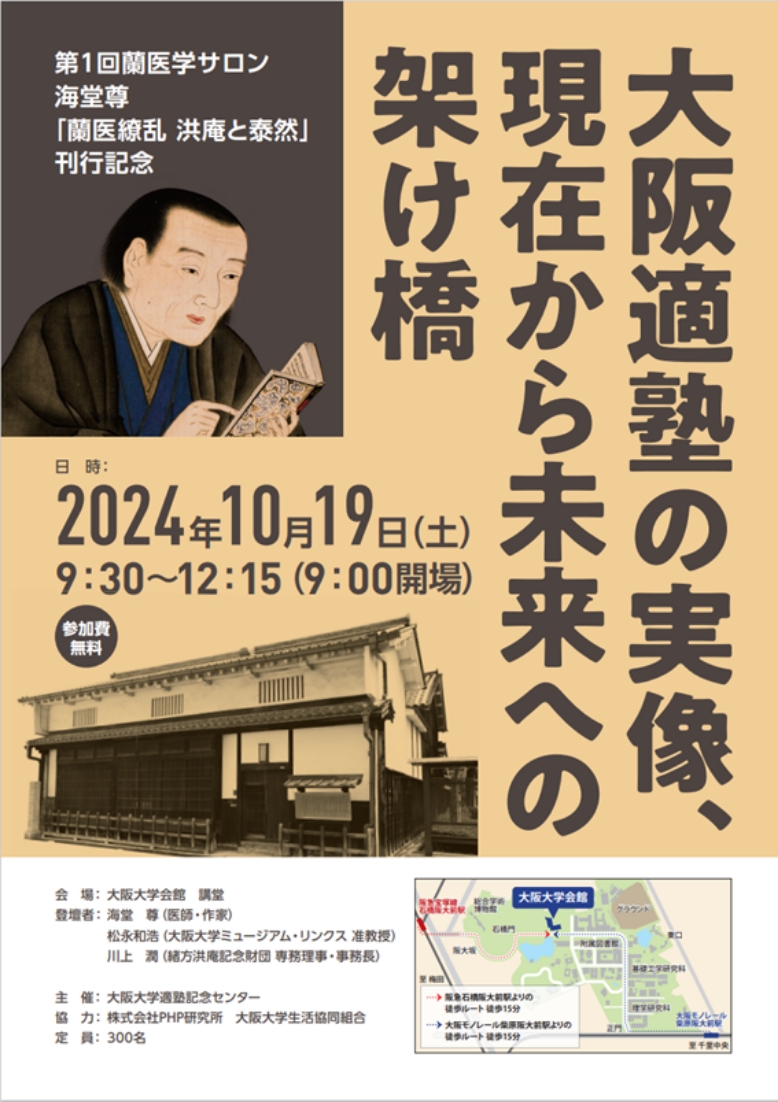 第1回蘭医学サロン
海堂尊
「蘭医繚乱 洪庵と泰然」
刊行記念
大阪適塾の実像、
現在から未来への
架け橋
日 時：
2024年10月19日（土）
9：30～12：15（9：00開場）
参加費
無料
会 場：大阪大学会館 講堂
登壇者：海堂 尊（医師・作家）
松永和浩（大阪大学ミュージアム・リンクス 准教授）
川上 潤（緒方洪庵記念財団 専務理事・事務長）
主 催：大阪大学適塾記念センター
協 力：株式会社PHP研究所 大阪大学生活協同組合
定 員：300名
阪急宝塚線
石橋阪大前駅
総合学術
博物館
大阪大学会館
グラウンド
石橋門
東口
阪大坂
附属図書館
基礎工学研究科
至 梅田
理学研究科
阪急石橋阪大前駅よりの
徒歩ルート 徒歩15分
大阪モノレール柴原阪大前駅よりの
徒歩ルート 徒歩15分
正門
大阪モノレール
柴原阪大前駅
至 千里中央